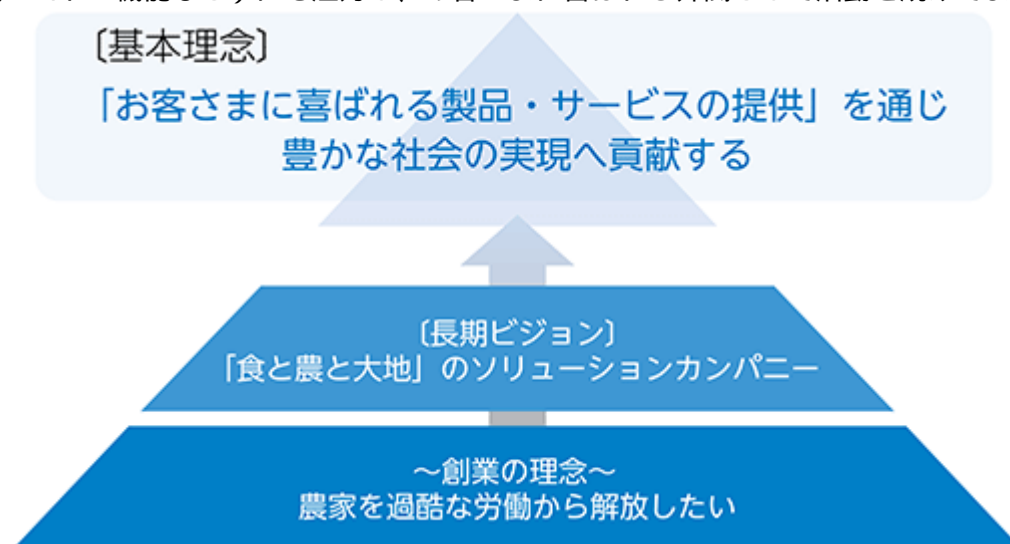 〔基本理念〕
「お客さまに喜ばれる製品・サービスの提供」を通じ
豊かな社会の実現へ貢献する
〔長期ビジョン〕
「食と農と大地」のソリューションカンパニー
～創業の理念～
農家を過酷な労働から解放したい